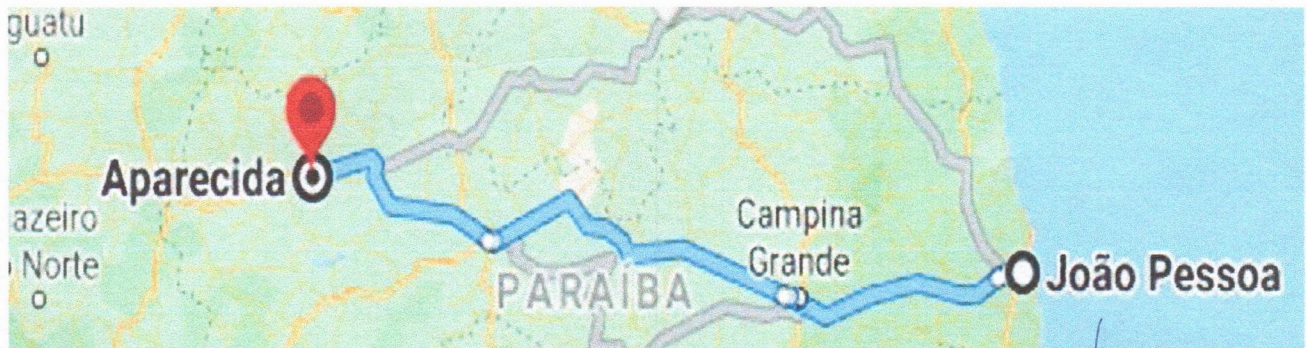 guatu
Aparecida
azeiro
Norte
Campina
Grande
PARAÍBA
João Pessoa